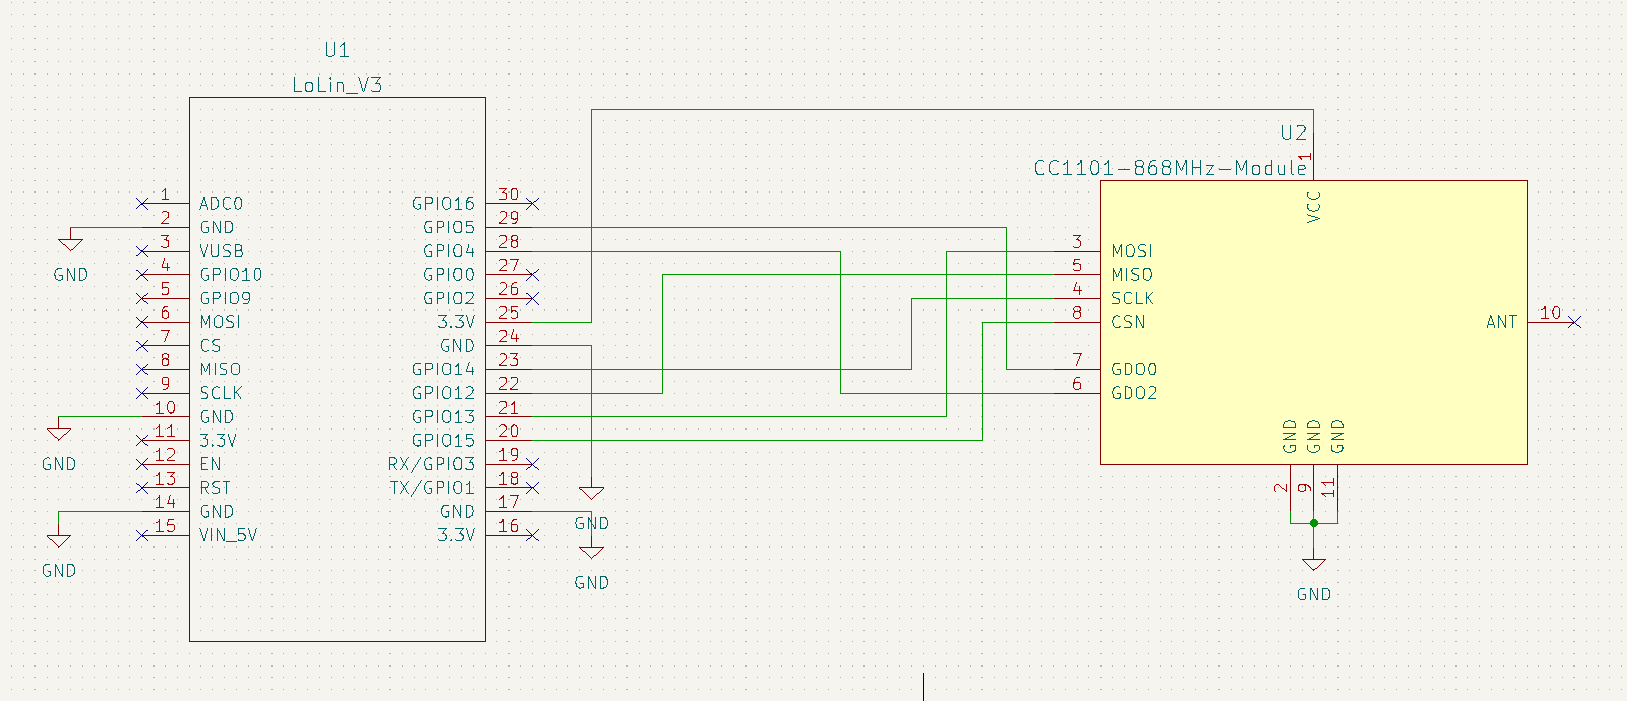 U1
LoLin_V3
1 ADC0
2 GND
3 VUSB
4 GPIO10
5 GPIO9
6 MOSI
7 CS
8 MISO
9 SCLK
10 GND
11 3.3V
12 EN
13 RST
14 GND
15 VIN_5V
GPIO16 30
GPIO5 29
GPIO4 28
GPIO0 27
GPIO2 26
3.3V 25
GND 24
GPIO14 23
GPIO12 22
GPIO13 21
GPIO15 20
RX/GPIO3 19
TX/GPIO1 18
GND 17
3.3V 16
GND
GND
GND
GND
GND
U2
CC1101-868MHz-Module
1 VCC
3 MOSI
5 MISO
4 SCLK
8 CSN
7 GDO0
6 GDO2
ANT 10
GND 2
GND 9
GND 11
GND